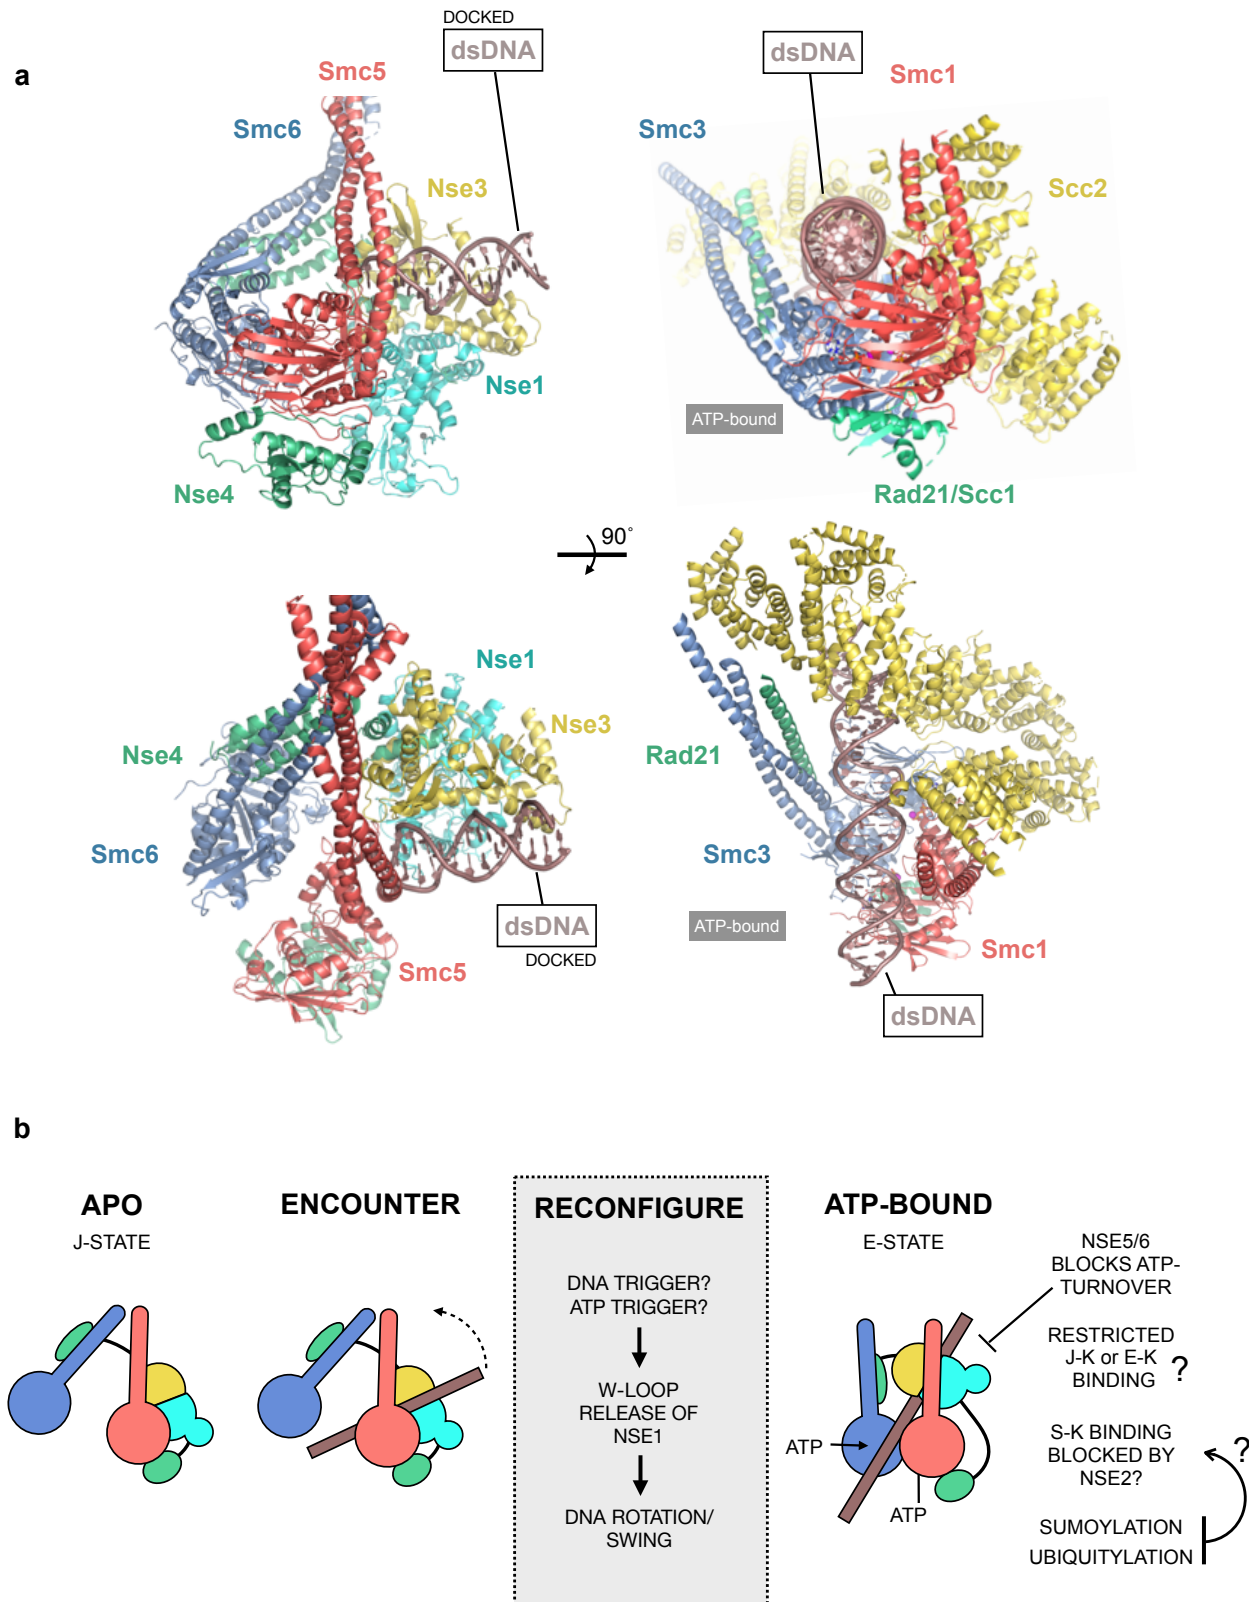 a
DOCKED
dsDNA
Smc5
Smc6
Nse3
Nse1
Nse4
dsDNA
Smc1
Smc3
Scc2
ATP-bound
Rad21/Scc1
90°
Nse1
Nse3
Nse4
Smc6
dsDNA
DOCKED
Smc5
Rad21
Smc3
ATP-bound
Smc1
dsDNA
b
APO
J-STATE
ENCOUNTER
RECONFIGURE
DNA TRIGGER?
ATP TRIGGER?
W-LOOP
RELEASE OF
NSE1
DNA ROTATION/
SWING
ATP-BOUND
E-STATE
ATP
ATP
NSE5/6
BLOCKS ATP-
TURNOVER
RESTRICTED
J-K or E-K
BINDING
?
S-K BINDING
BLOCKED BY
NSE2?
?
SUMOYLATION
UBIQUITYLATION